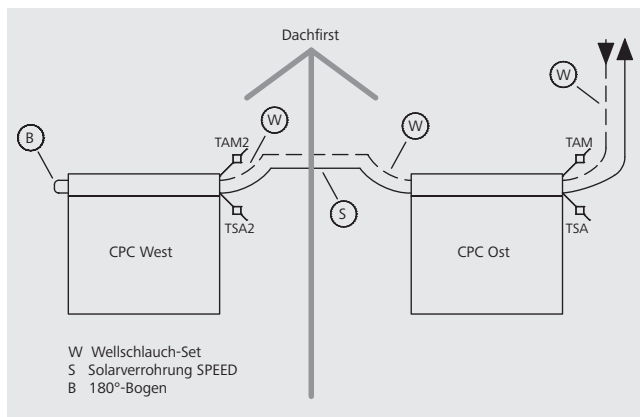 Dachfirst
W
B
TAM2
W
W
TAM
TSA2
S
TSA
CPC West
CPC Ost
W Wellschlauch-Set
S Solarverrohrung SPEED
B 180°-Bogen